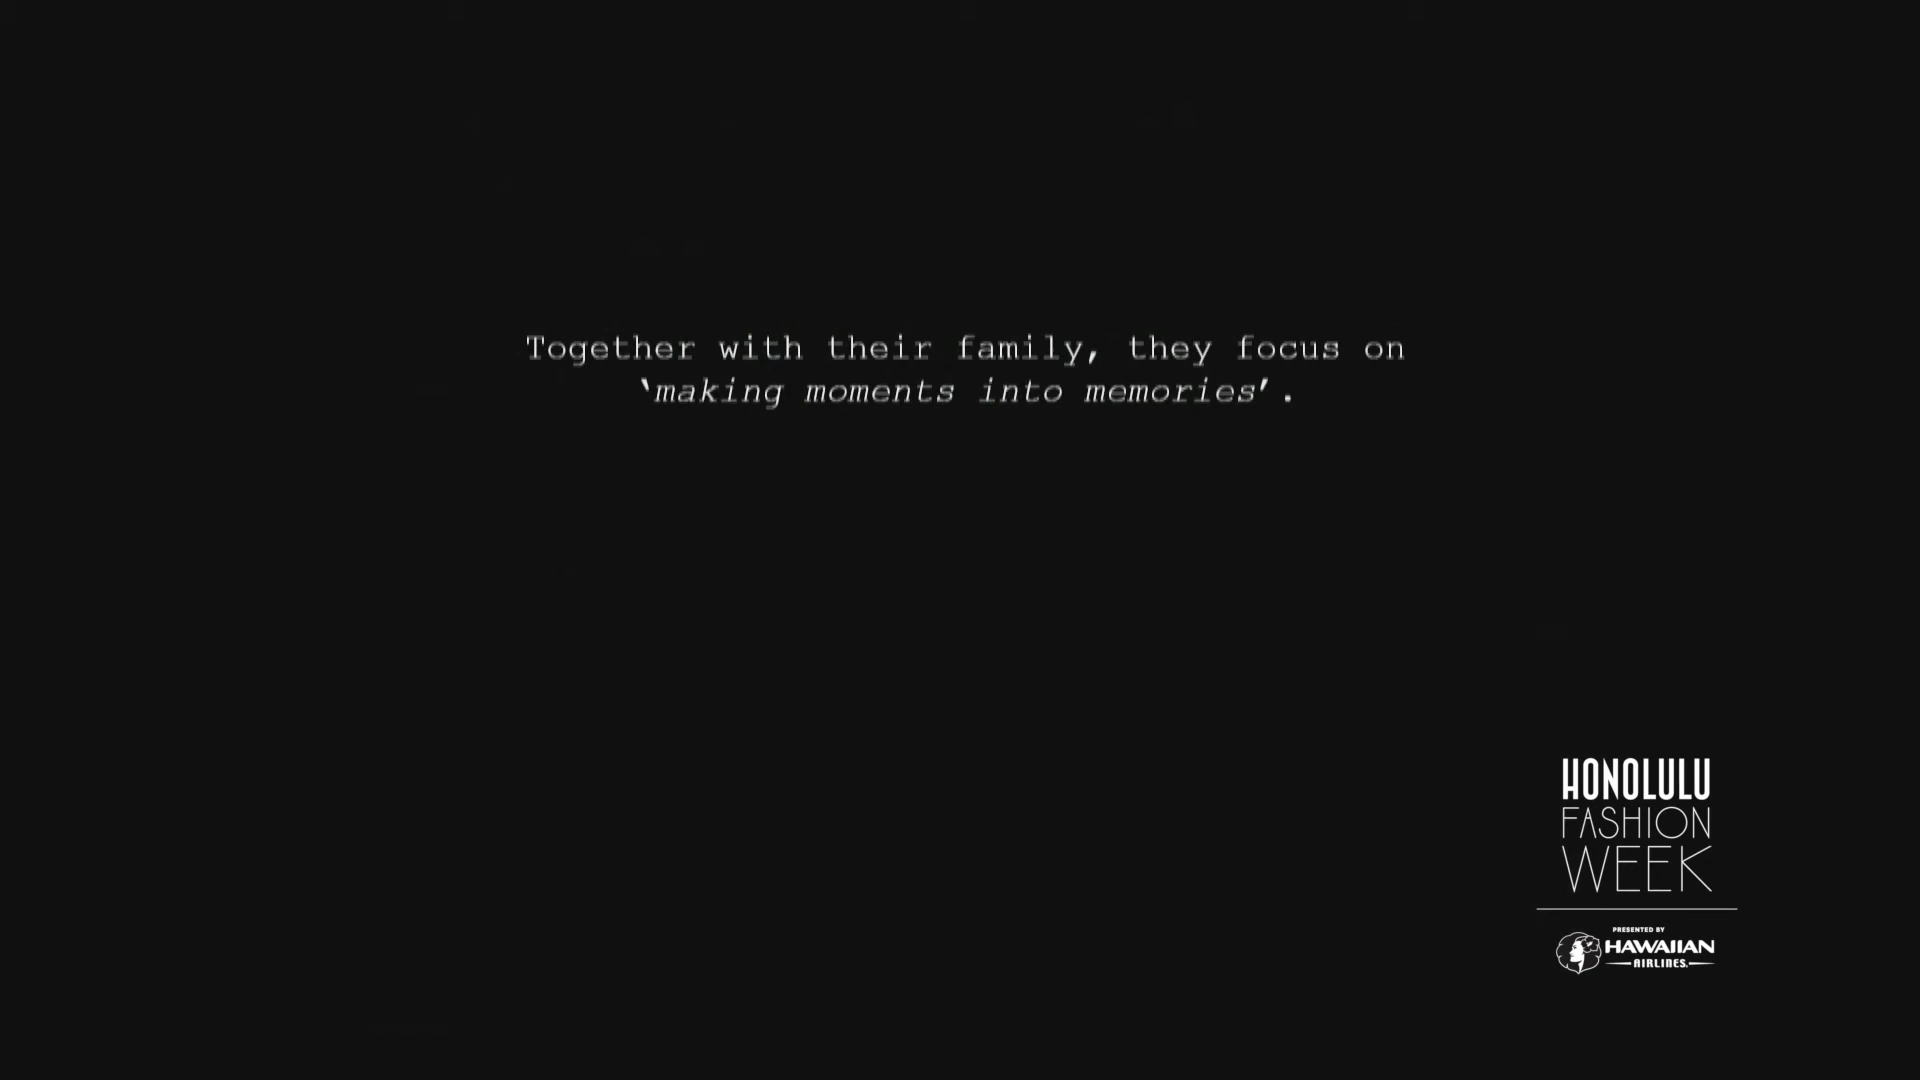 Together with their family, they focus on
‘making moments into memories’.
HONOLULU
FASHION
WEEK
PRESENTED BY
HAWAIIAN
AIRLINES.